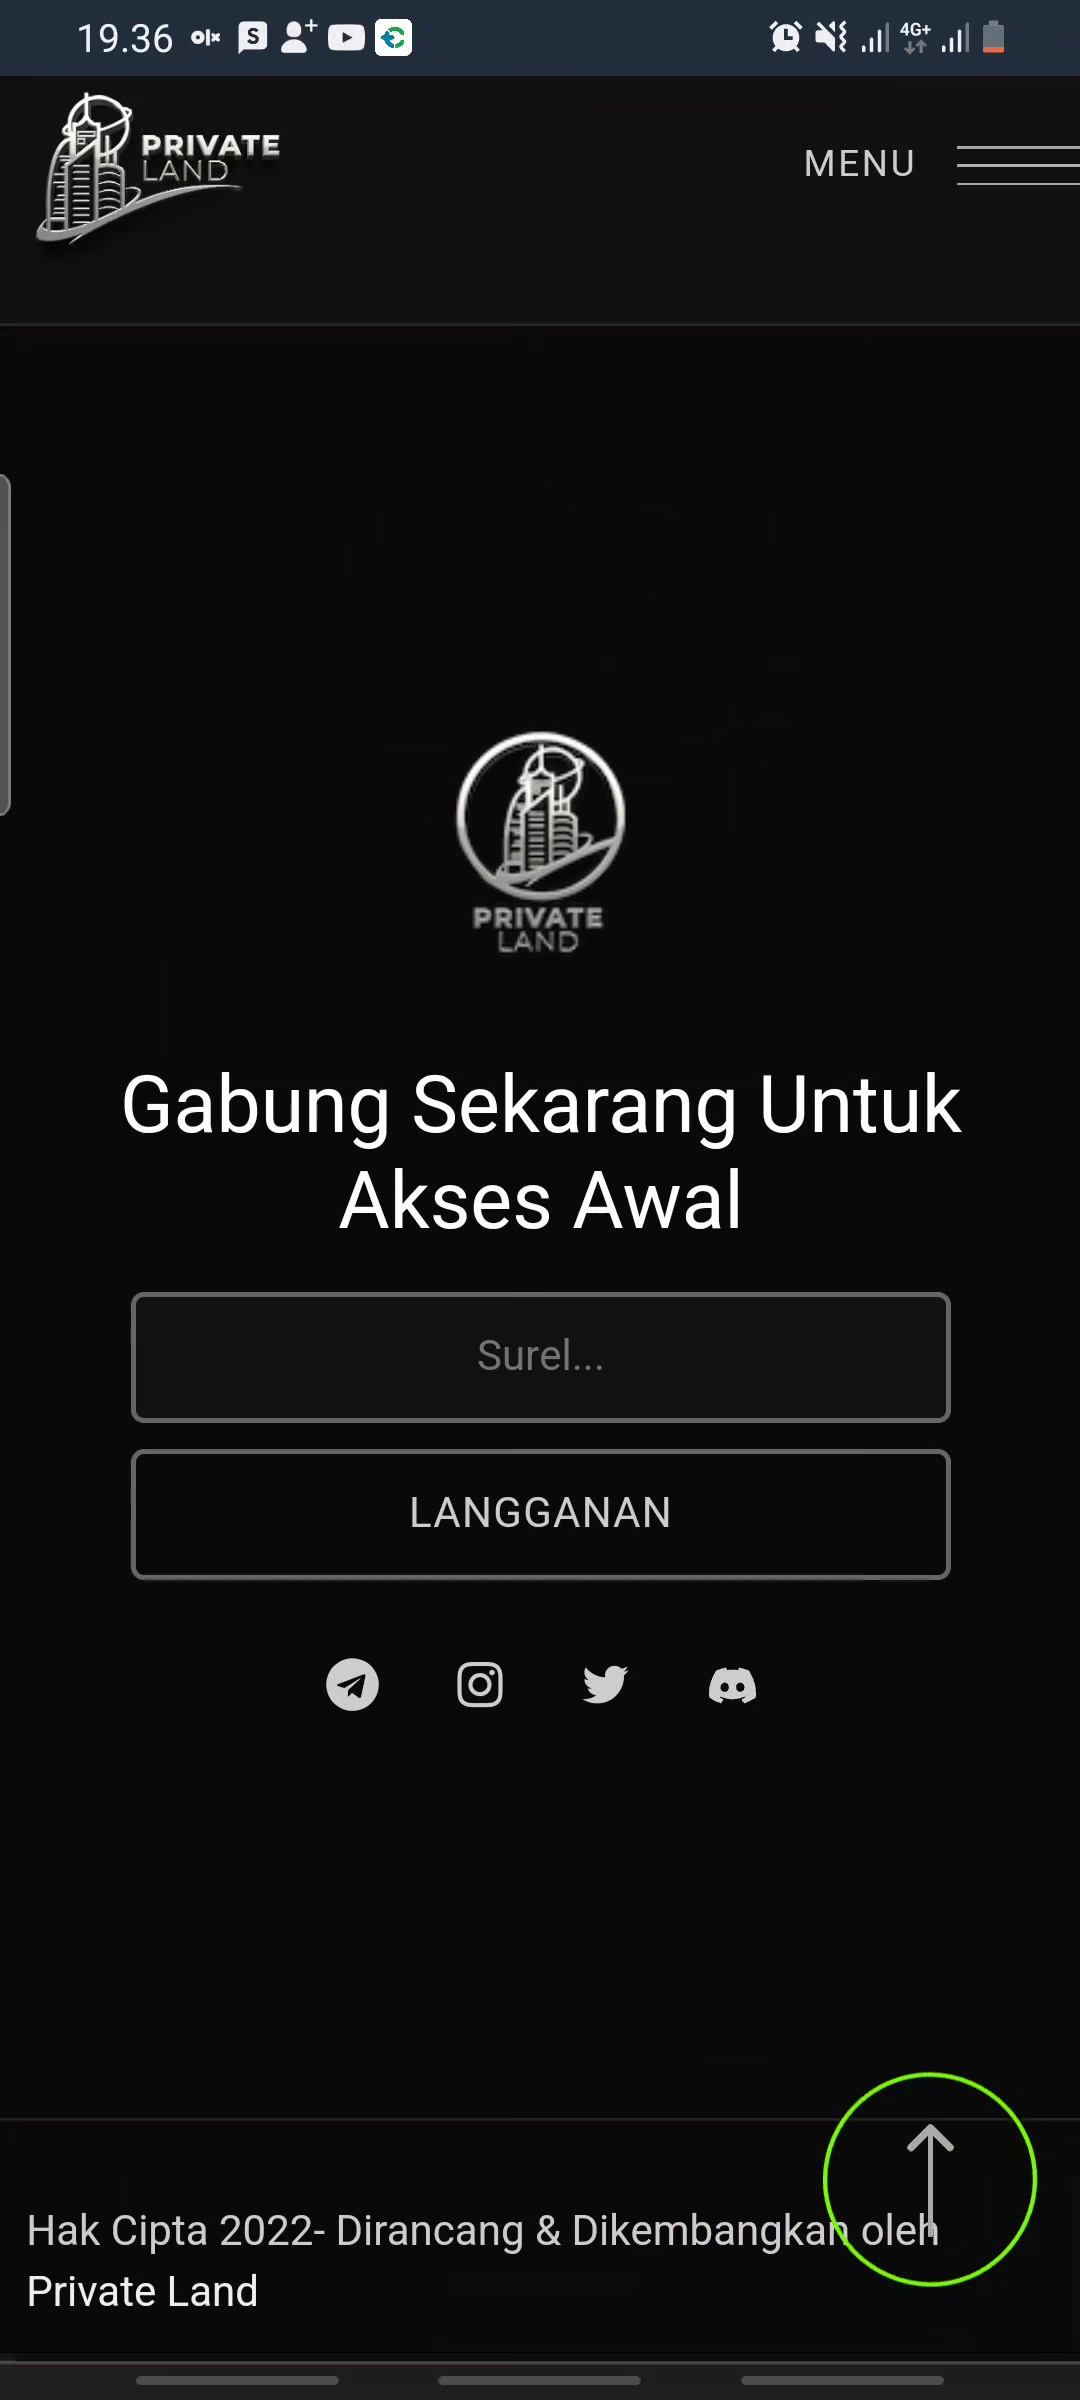 19.36
4G+
PRIVATE
LAND
MENU
PRIVATE
LAND
Gabung Sekarang Untuk
Akses Awal
Surel...
LANGGANAN
Hak Cipta 2022- Dirancang & Dikembangkan oleh
Private Land